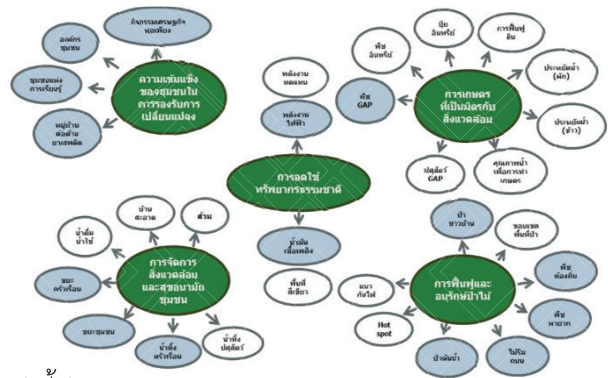 กิจกรรมเศรษฐกิจ
พอเพียง
องค์กร
ชุมชน
ชุมชนแห่ง
การเรียนรู้
หมู่บ้าน
ต่อต้าน
ยาเสพติด
ความเข้มแข็ง
ของชุมชนใน
การรองรับการ
เปลี่ยนแปลง
พลังงาน
ทดแทน
พลังงาน
ไฟฟ้า
การลดใช้
ทรัพยากรธรรมชาติ
น้ำมัน
เชื้อเพลิง
พื้นที่
สีเขียว
พืช
อินทรีย์
ปุ๋ย
อินทรีย์
การฟื้นฟู
ดิน
ประหยัดน้ำ
(ผัก)
ประหยัดน้ำ
(ข้าว)
คุณภาพน้ำ
เพื่อการทำ
เกษตร
ปศุสัตว์
GAP
พืช
GAP
การเกษตร
ที่เป็นมิตรกับ
สิ่งแวดล้อม
น้ำดื่ม
น้ำใช้
บ้าน
สะอาด
ส้วม
การจัดการ
สิ่งแวดล้อม
และสุขอนามัย
ชุมชน
ขยะ
ครัวเรือน
ขยะชุมชน
น้ำทิ้ง
ครัวเรือน
น้ำทิ้ง
ปศุสัตว์
ป่า
ชาวบ้าน
ขอบเขต
พื้นที่ป่า
พืช
ท้องถิ่น
พืช
หายาก
ไม้ริม
ถนน
ป่าต้นน้ำ
Hot
spot
แนว
กันไฟ
การฟื้นฟูและ
อนุรักษ์ป่าไม้